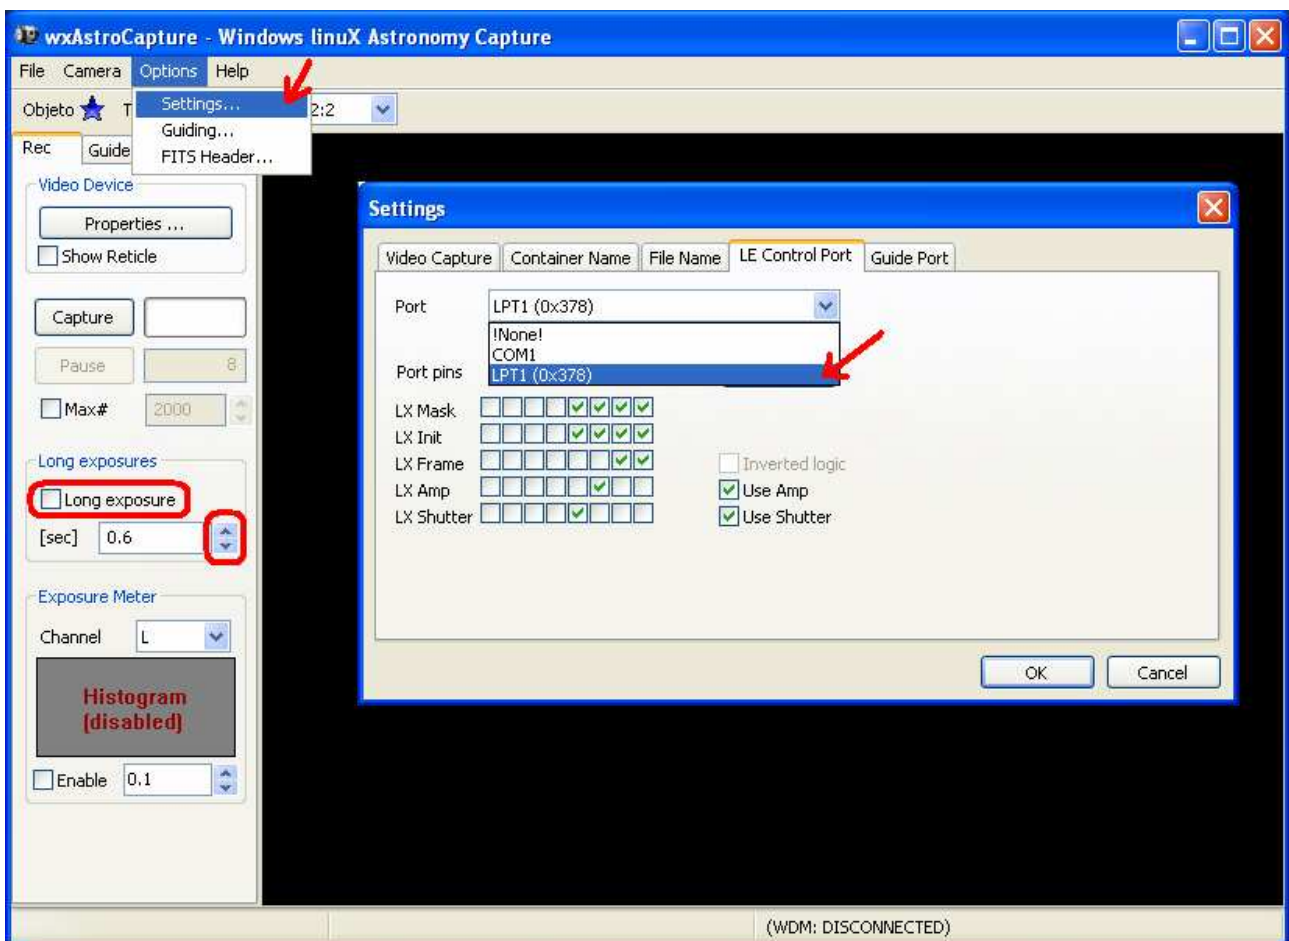 wxAstroCapture - Windows linuX Astronomy Capture
File Camera Options Help
Objeto T 2:2
Settings...
Guiding...
FITS Header...
Rec Guide
Video Device
Properties ...
Show Reticle
Capture
Pause 8
Max# 2000
Long exposures
Long exposure
[sec] 0.6
Exposure Meter
Channel L
Histogram
(disabled)
Enable 0.1
Settings
Video Capture Container Name File Name LE Control Port Guide Port
Port LPT1 (0x378)
!None!
COM1
Port pins LPT1 (0x378)
LX Mask
LX Init
LX Frame Inverted logic
LX Amp Use Amp
LX Shutter Use Shutter
OK Cancel
(WDM: DISCONNECTED)